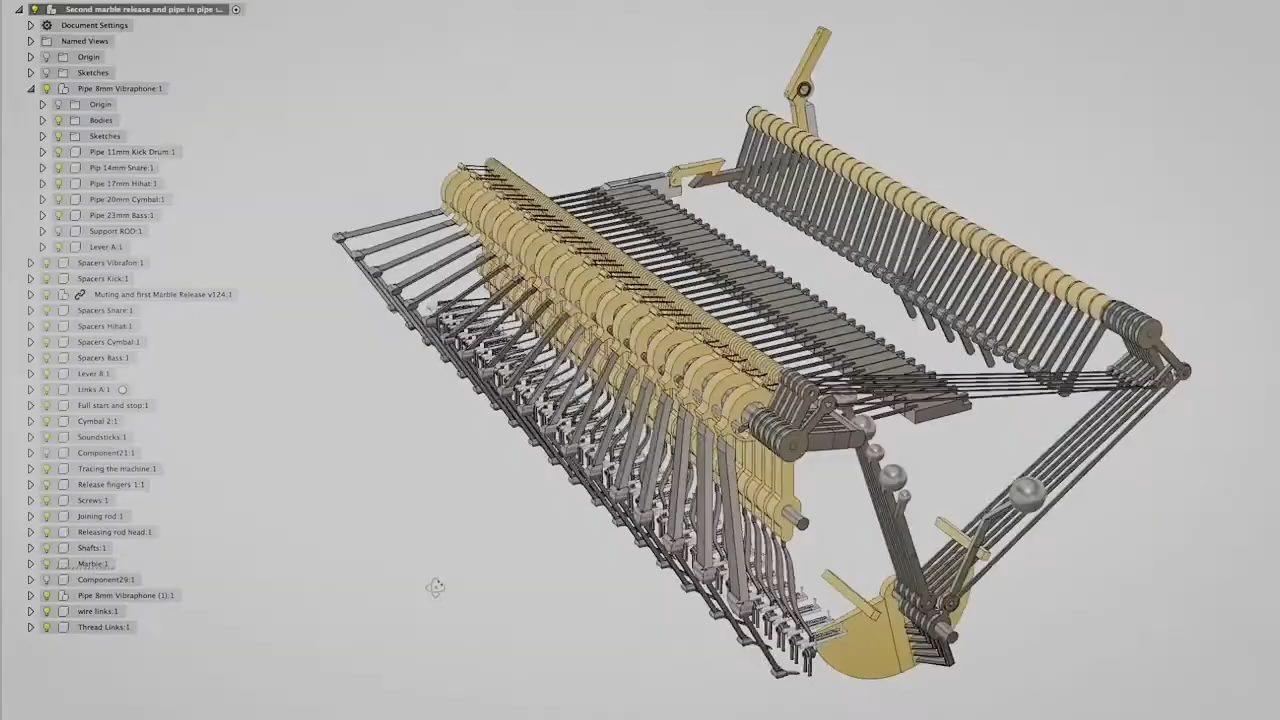 Second marble release and pipe in pipe ...
Document Settings
Named Views
Origin
Sketches
Pipe 8mm Vibraphone:1
Origin
Bodies
Sketches
Pipe 11mm Kick Drum:1
Pip 14mm Snare:1
Pipe 17mm Hihat:1
Pipe 20mm Cymbal:1
Pipe 23mm Bass:1
Support ROD:1
Lever A:1
Spacers Vibrafon:1
Spacers Kick:1
Muting and first Marble Release v124:1
Spacers Snare:1
Spacers Hihat:1
Spacers Cymbal:1
Spacers Bass:1
Lever B:1
Links A:1
Full start and stop:1
Cymbal 2:1
Soundsticks:1
Component21:1
Tracing the machine:1
Release fingers 1:1
Screws:1
Joining rod:1
Releasing rod head:1
Shafts:1
Marble:1
Component29:1
Pipe 8mm Vibraphone (1):1
wire links:1
Thread Links:1